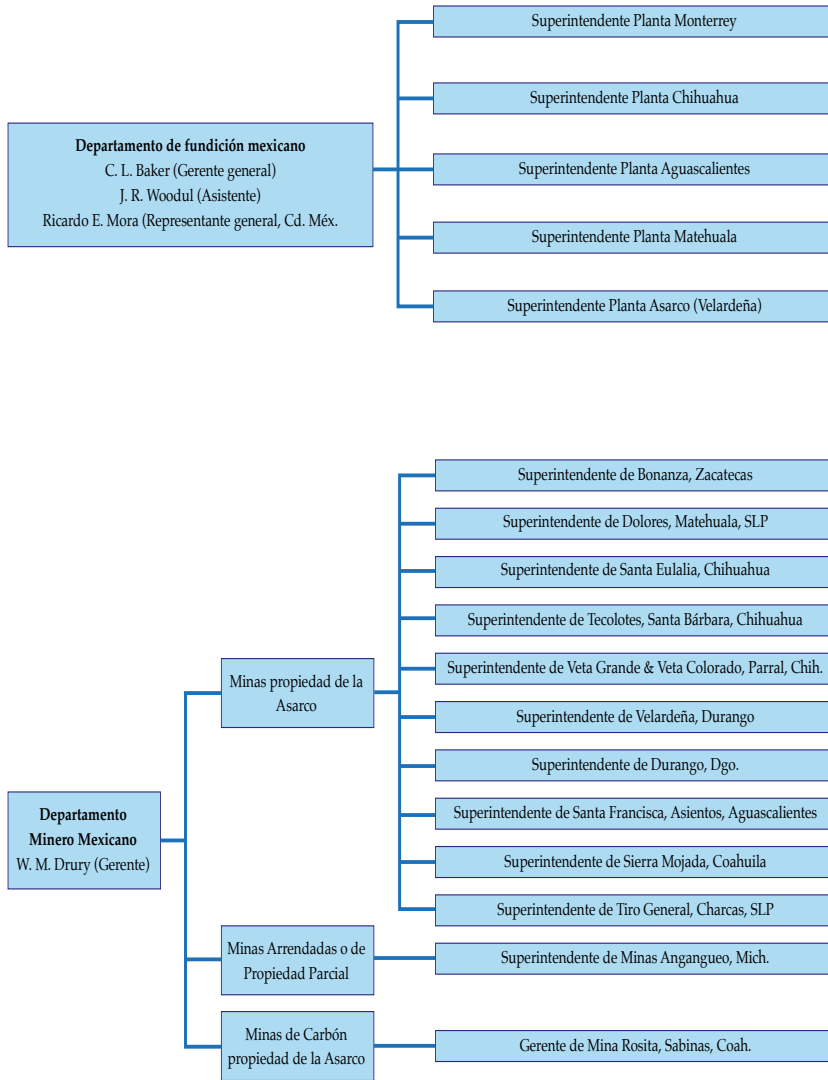 Departamento de fundición mexicano
C. L. Baker (Gerente general)
J. R. Woodul (Asistente)
Ricardo E. Mora (Representante general, Cd. Méx.
Superintendente Planta Monterrey
Superintendente Planta Chihuahua
Superintendente Planta Aguascalientes
Superintendente Planta Matehuala
Superintendente Planta Asarco (Velardeña)
Departamento
Minero Mexicano
W. M. Drury (Gerente)
Minas propiedad de la
Asarco
Superintendente de Bonanza, Zacatecas
Superintendente de Dolores, Matehuala, SLP
Superintendente de Santa Eulalia, Chihuahua
Superintendente de Tecolotes, Santa Bárbara, Chihuahua
Superintendente de Veta Grande & Veta Colorado, Parral, Chih.
Superintendente de Velardeña, Durango
Superintendente de Durango, Dgo.
Superintendente de Santa Francisca, Asientos, Aguascalientes
Superintendente de Sierra Mojada, Coahuila
Superintendente de Tiro General, Charcas, SLP
Minas Arrendadas o de
Propiedad Parcial
Superintendente de Minas Angangueo, Mich.
Minas de Carbón
propiedad de la Asarco
Gerente de Mina Rosita, Sabinas, Coah.